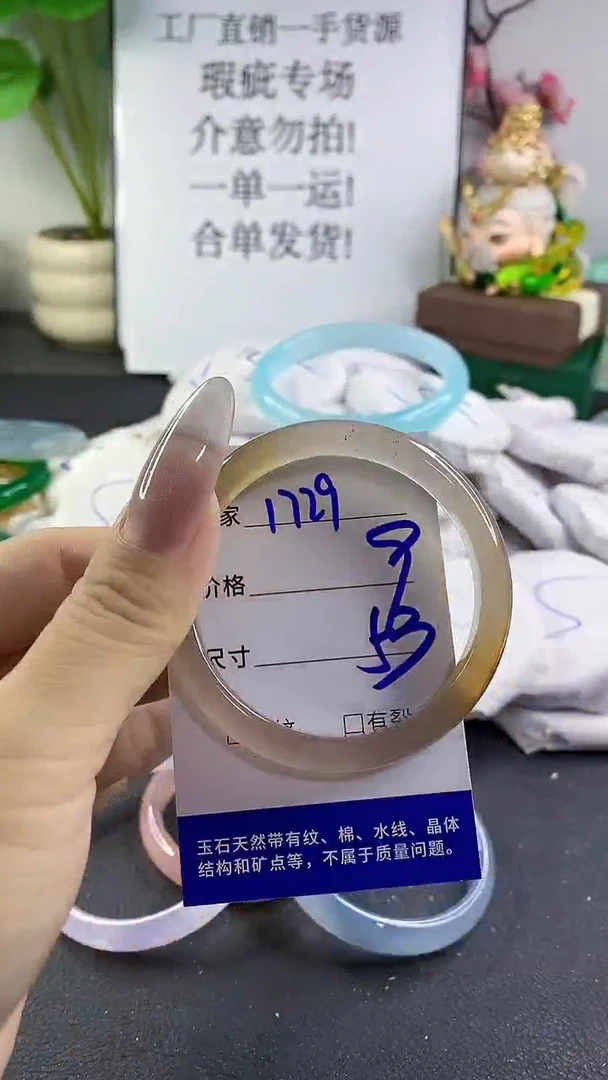 工厂直销一手货源
瑕疵专场
介意勿拍!
一单一运!
合单发货!
家 1729
价格
尺寸
纹 □有裂
玉石天然带有纹、棉、水线、晶体
结构和矿点等，不属于质量问题。